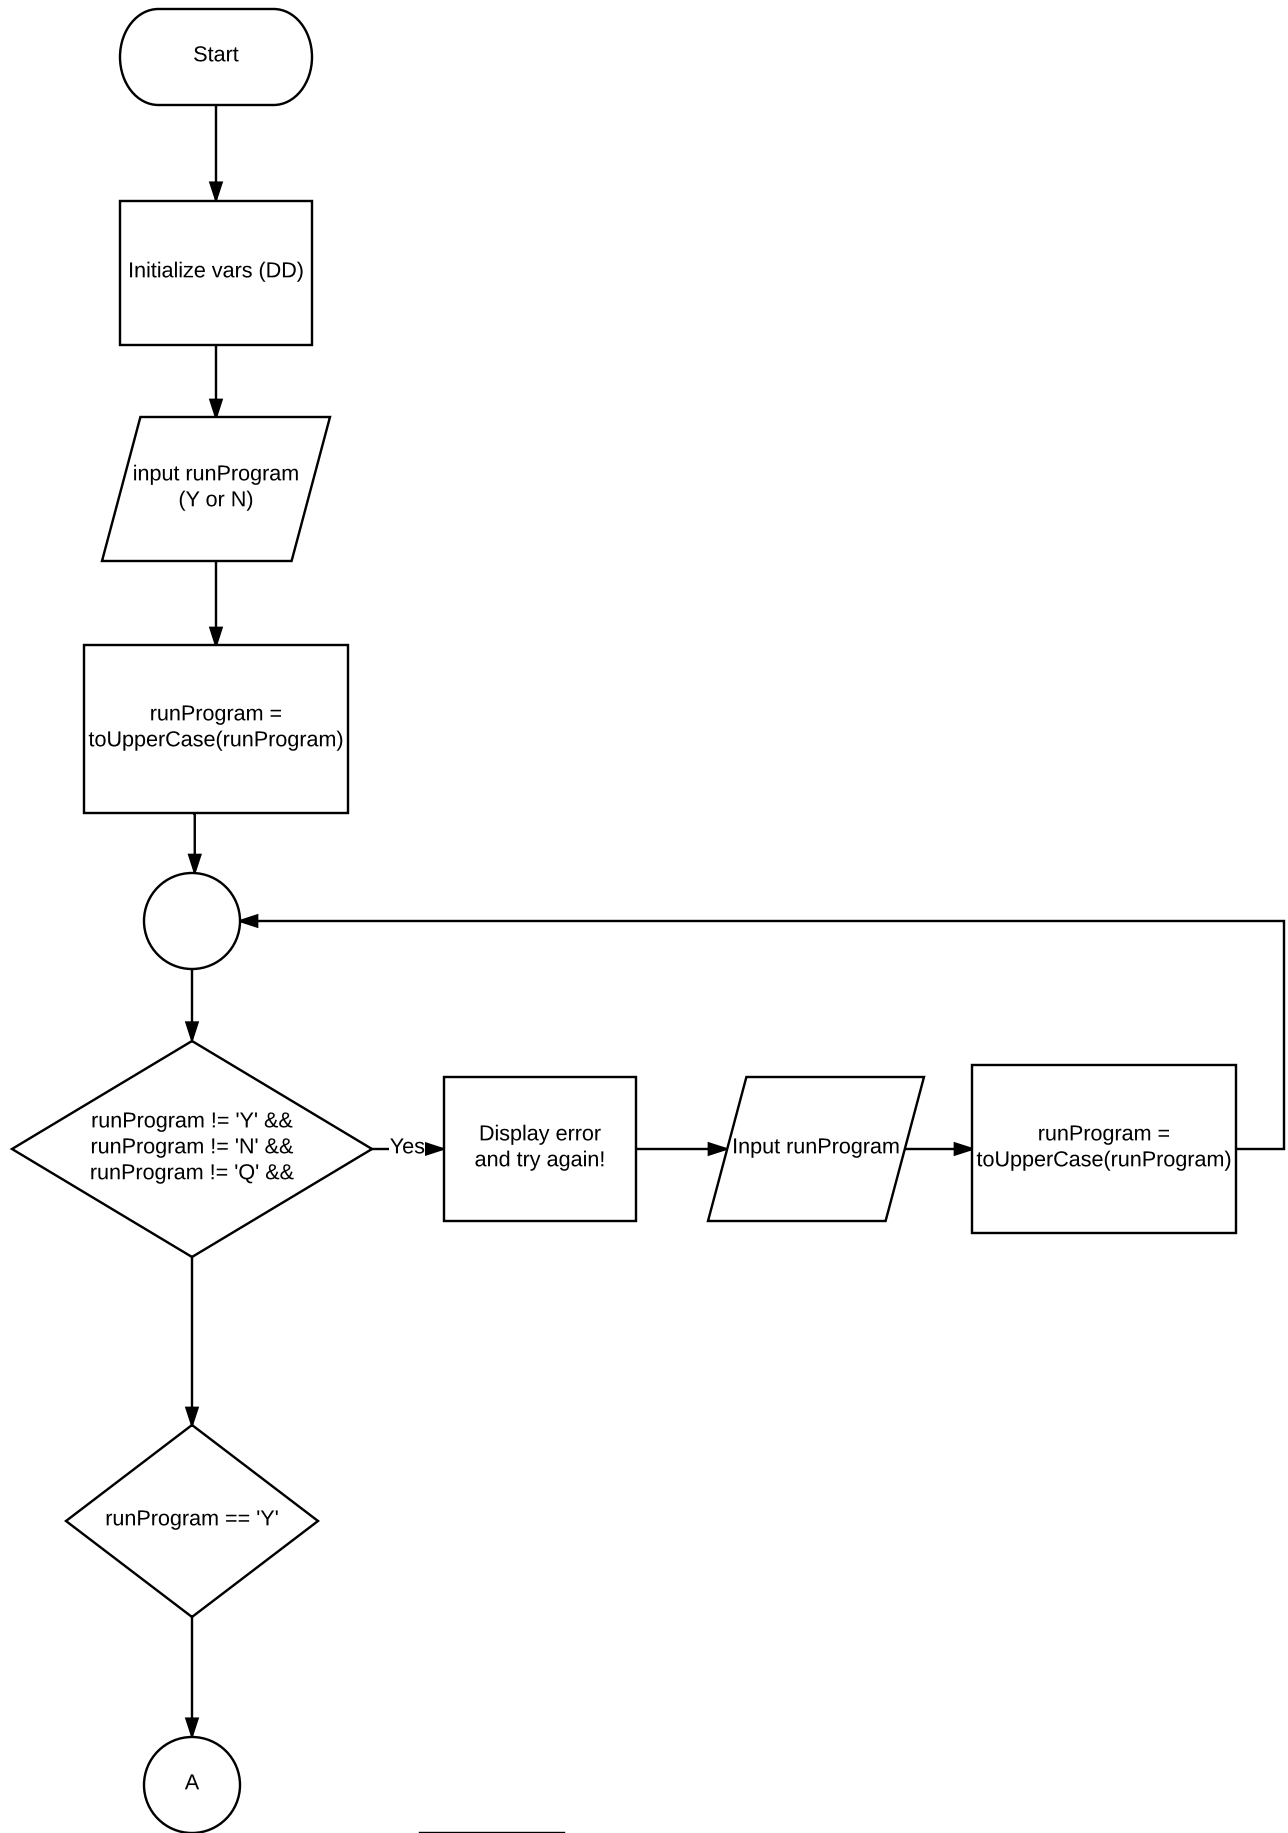 Start
Initialize vars (DD)
input runProgram
(Y or N)
runProgram =
toUpperCase(runProgram)
runProgram != 'Y' &&
runProgram != 'N' &&
runProgram != 'Q' &&
Yes
Display error
and try again!
Input runProgram
runProgram =
toUpperCase(runProgram)
runProgram == 'Y'
A